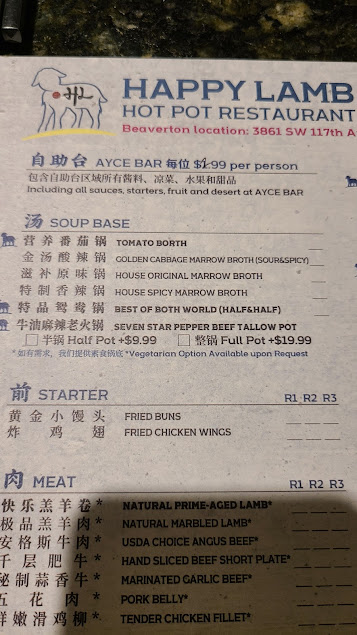 HL
HAPPY LAMB
HOT POT RESTAURANT
Beaverton location: 3861 SW 117th A
自助台 AYCE BAR 每位 $1.99 per person
包含自助台区域所有酱料、凉菜、水果和甜品
Including all sauces, starters, fruit and desert at AYCE BAR
汤 SOUP BASE
营养番茄锅 TOMATO BORTH
金汤酸辣锅 GOLDEN CABBAGE MARROW BROTH (SOUR&SPICY)
滋补原味锅 HOUSE ORIGINAL MARROW BROTH
特制香辣锅 HOUSE SPICY MARROW BROTH
特品鸳鸯锅 BEST OF BOTH WORLD (HALF&HALF)
牛油麻辣老火锅 SEVEN STAR PEPPER BEEF TALLOW POT
半锅 Half Pot +$9.99 整锅 Full Pot +$19.99
*如有需求，我们提供素食锅底 *Vegetarian Option Available upon Request
前 STARTER R1 R2 R3
黄金小馒头 FRIED BUNS
炸鸡翅 FRIED CHICKEN WINGS
肉 MEAT R1 R2 R3
快乐羔羊卷* NATURAL PRIME-AGED LAMB*
极品羔羊肉* NATURAL MARBLED LAMB*
安格斯牛肉* USDA CHOICE ANGUS BEEF*
千层肥牛* HAND SLICED BEEF SHORT PLATE*
秘制蒜香牛* MARINATED GARLIC BEEF*
五花肉* PORK BELLY*
鲜嫩滑鸡柳* TENDER CHICKEN FILLET*